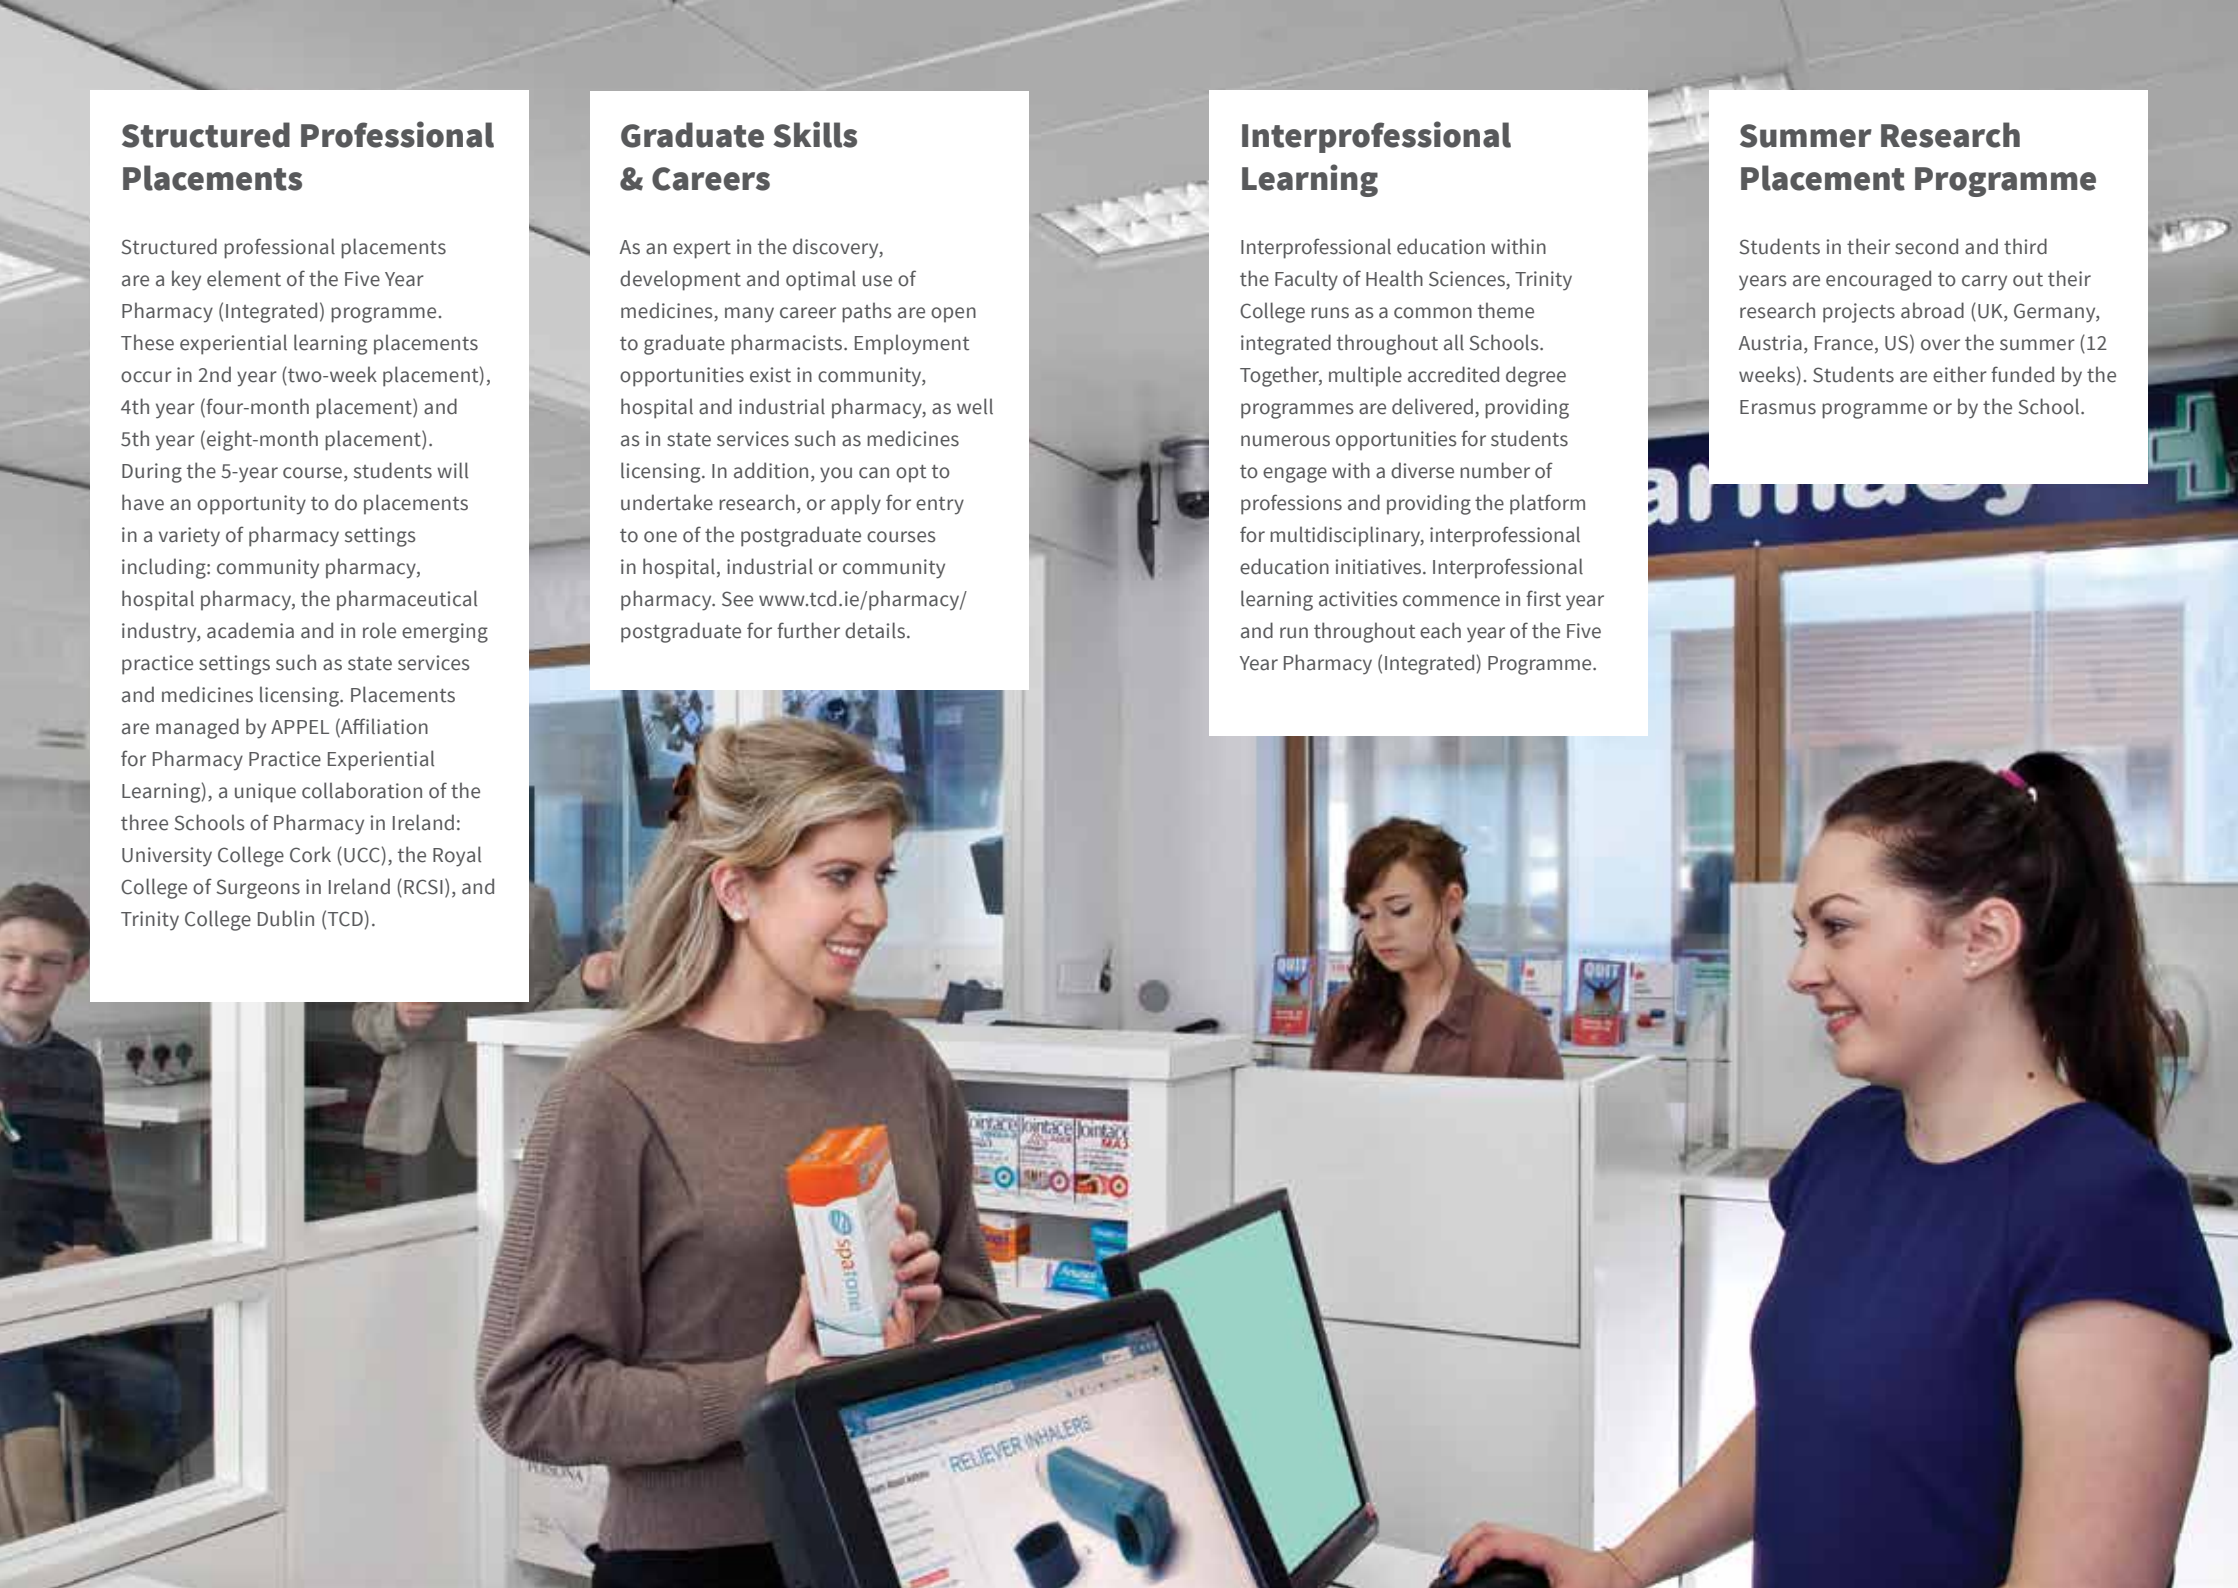 Structured Professional
Placements
Structured professional placements
are a key element of the Five Year
Pharmacy (Integrated) programme.
These experiential learning placements
occur in 2nd year (two-week placement),
4th year (four-month placement) and
5th year (eight-month placement).
During the 5-year course, students will
have an opportunity to do placements
in a variety of pharmacy settings
including: community pharmacy,
hospital pharmacy, the pharmaceutical
industry, academia and in role emerging
practice settings such as state services
and medicines licensing. Placements
are managed by APPEL (Affiliation
for Pharmacy Practice Experiential
Learning), a unique collaboration of the
three Schools of Pharmacy in Ireland:
University College Cork (UCC), the Royal
College of Surgeons in Ireland (RCSI), and
Trinity College Dublin (TCD).
Graduate Skills
& Careers
As an expert in the discovery,
development and optimal use of
medicines, many career paths are open
to graduate pharmacists. Employment
opportunities exist in community,
hospital and industrial pharmacy, as well
as in state services such as medicines
licensing. In addition, you can opt to
undertake research, or apply for entry
to one of the postgraduate courses
in hospital, industrial or community
pharmacy. See www.tcd.ie/pharmacy/
postgraduate for further details.
Interprofessional
Learning
Interprofessional education within
the Faculty of Health Sciences, Trinity
College runs as a common theme
integrated throughout all Schools.
Together, multiple accredited degree
programmes are delivered, providing
numerous opportunities for students
to engage with a diverse number of
professions and providing the platform
for multidisciplinary, interprofessional
education initiatives. Interprofessional
learning activities commence in first year
and run throughout each year of the Five
Year Pharmacy (Integrated) Programme.
Summer Research
Placement Programme
Students in their second and third
years are encouraged to carry out their
research projects abroad (UK, Germany,
Austria, France, US) over the summer (12
weeks). Students are either funded by the
Erasmus programme or by the School.
armacy
QUIT
QUIT
ointace Jointace Jointace
MAX
spatone
RELIEVER INHALERS
PERSONA